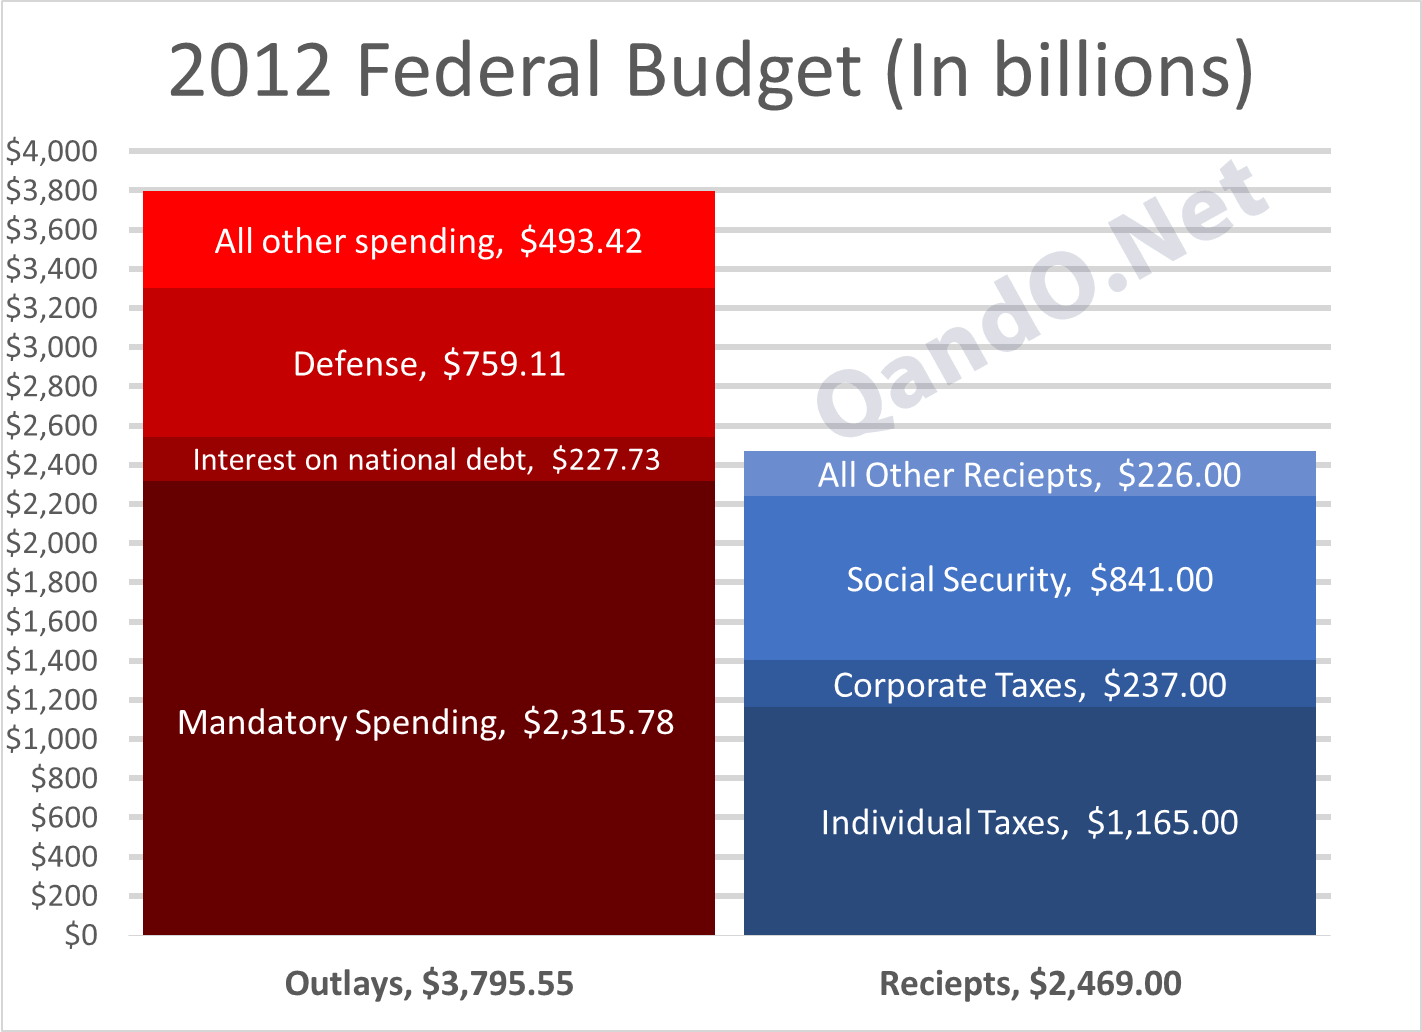 2012 Federal Budget (In billions)
$4,000
$3,800
$3,600
$3,400
$3,200
$3,000
$2,800
$2,600
$2,400
$2,200
$2,000
$1,800
$1,600
$1,400
$1,200
$1,000
$800
$600
$400
$200
$0
All other spending, $493.42
Defense, $759.11
Interest on national debt, $227.73
Mandatory Spending, $2,315.78
QandO.Net
All Other Reciepts, $226.00
Social Security, $841.00
Corporate Taxes, $237.00
Individual Taxes, $1,165.00
Outlays, $3,795.55
Reciepts, $2,469.00